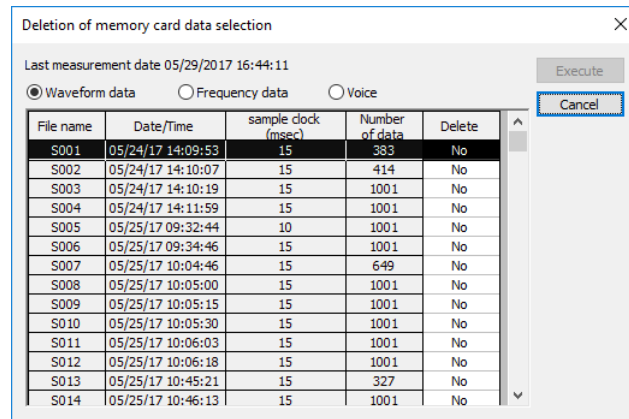 Deletion of memory card data selection
Last measurement date 05/29/2017 16:44:11
Execute
Waveform data Frequency data Voice
Cancel
File name Date/Time sample clock (msec) Number of data Delete
S001 05/24/17 14:09:53 15 383 No
S002 05/24/17 14:10:07 15 414 No
S003 05/24/17 14:10:19 15 1001 No
S004 05/24/17 14:11:59 15 1001 No
S005 05/25/17 09:32:44 10 1001 No
S006 05/25/17 09:34:46 15 1001 No
S007 05/25/17 10:04:46 15 649 No
S008 05/25/17 10:05:00 15 1001 No
S009 05/25/17 10:05:15 15 1001 No
S010 05/25/17 10:05:30 15 1001 No
S011 05/25/17 10:06:03 15 1001 No
S012 05/25/17 10:06:18 15 1001 No
S013 05/25/17 10:45:21 15 327 No
S014 05/25/17 10:46:13 15 1001 No